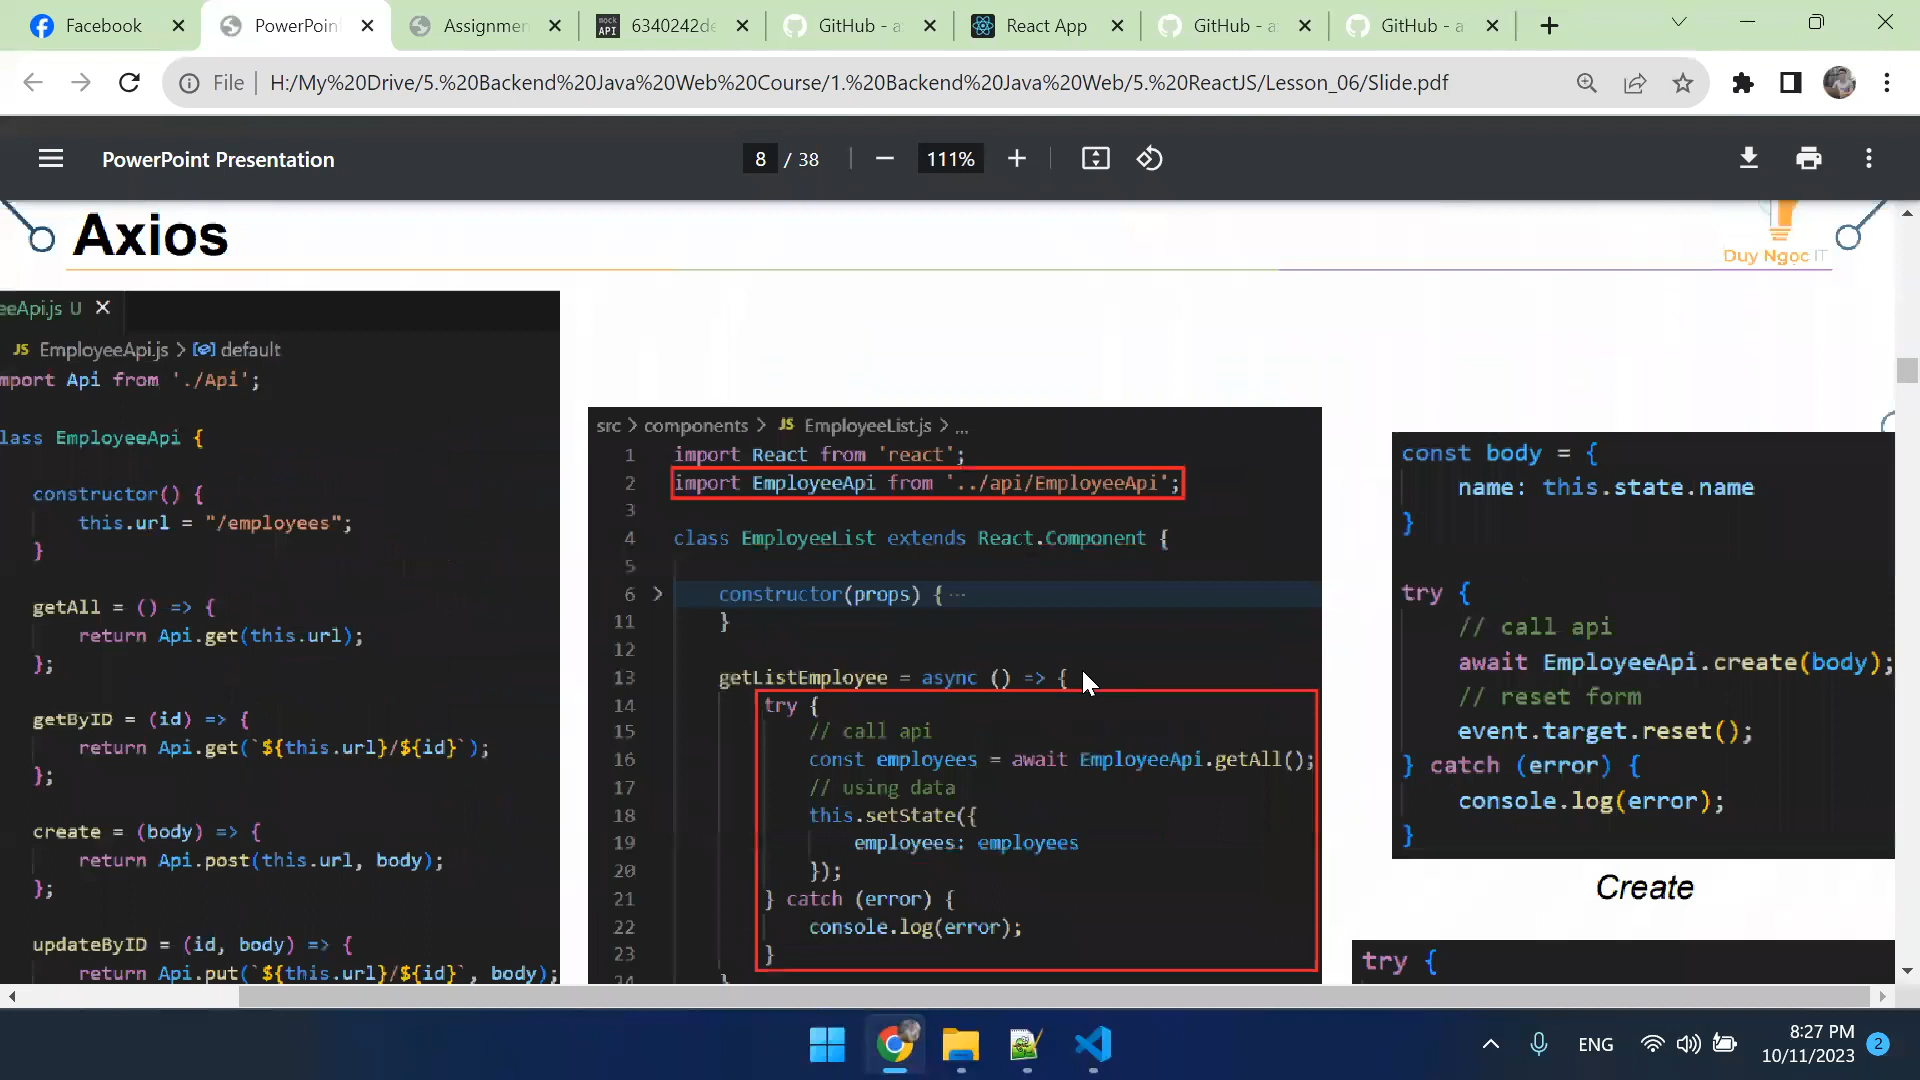 Facebook
PowerPoin
Assignmen
6340242de
GitHub - a
React App
GitHub - a
GitHub - a
File
H:/My%20Drive/5.%20Backend%20Java%20Web%20Course/1.%20Backend%20Java%20Web/5.%20ReactJS/Lesson_06/Slide.pdf
PowerPoint Presentation
8 / 38
111%
Axios
Duy Ngọc IT
eeApi.js U
JS EmployeeApi.js > default
mport Api from './Api';
lass EmployeeApi {
constructor() {
this.url = "/employees";
}
getAll = () => {
return Api.get(this.url);
};
getByID = (id) => {
return Api.get(`${this.url}/${id}`);
};
create = (body) => {
return Api.post(this.url, body);
};
updateByID = (id, body) => {
return Api.put(`${this.url}/${id}`, body);
src > components > JS EmployeeList.js > ...
1 import React from 'react';
2 import EmployeeApi from '../api/EmployeeApi';
3
4 class EmployeeList extends React.Component {
5
6 > constructor(props) { ...
11 }
12
13 getListEmployee = async () => {
14 try {
15 // call api
16 const employees = await EmployeeApi.getAll();
17 // using data
18 this.setState({
19 employees: employees
20 });
21 } catch (error) {
22 console.log(error);
23 }
24 }
const body = {
name: this.state.name
}
try {
// call api
await EmployeeApi.create(body);
// reset form
event.target.reset();
} catch (error) {
console.log(error);
}
Create
try {
ENG
8:27 PM
10/11/2023
2